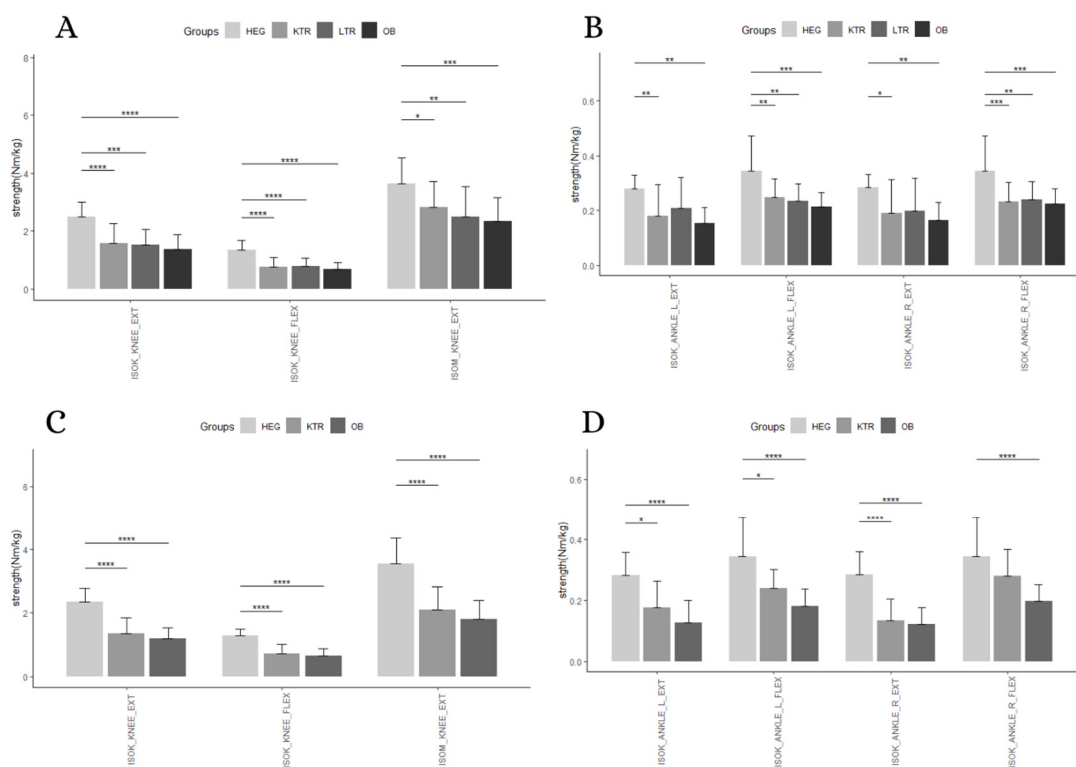 A
Groups HEG KTR LTR OB
strength(Nm/kg)
8
6
4
2
0
****
***
****
****
****
****
***
**
*
ISOK_KNEE_EXT
ISOK_KNEE_FLEX
ISOM_KNEE_EXT
B
Groups HEG KTR LTR OB
strength(Nm/kg)
0.6
0.4
0.2
0.0
**
**
***
**
**
**
*
***
**
***
ISOK_ANKLE_L_EXT
ISOK_ANKLE_L_FLEX
ISOK_ANKLE_R_EXT
ISOK_ANKLE_R_FLEX
C
Groups HEG KTR OB
strength(Nm/kg)
6
4
2
0
****
****
****
****
****
****
ISOK_KNEE_EXT
ISOK_KNEE_FLEX
ISOM_KNEE_EXT
D
Groups HEG KTR OB
strength(Nm/kg)
0.6
0.4
0.2
0.0
****
*
****
*
****
****
****
ISOK_ANKLE_L_EXT
ISOK_ANKLE_L_FLEX
ISOK_ANKLE_R_EXT
ISOK_ANKLE_R_FLEX